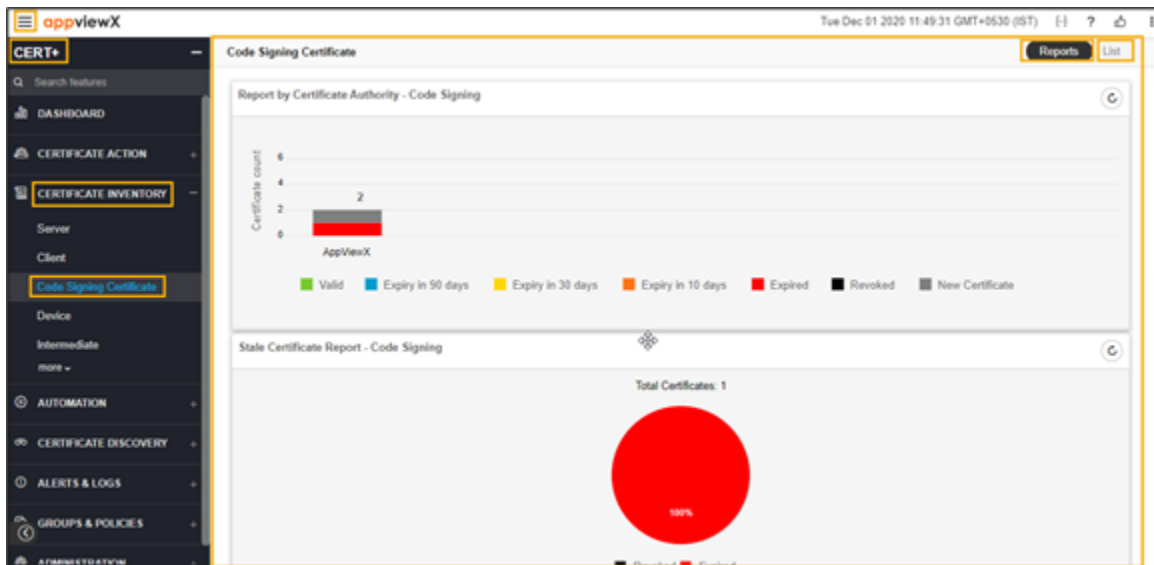 appviewX
Tue Dec 01 2020 11:49:31 GMT+0530 (IST)
?
CERT+
Search features
DASHBOARD
CERTIFICATE ACTION
CERTIFICATE INVENTORY
Server
Client
Code Signing Certificate
Device
Intermediate
more
AUTOMATION
CERTIFICATE DISCOVERY
ALERTS & LOGS
GROUPS & POLICIES
ADMINISTRATION
Code Signing Certificate
Reports
List
Report by Certificate Authority - Code Signing
Certificate count
6
4
2
0
2
AppViewX
Valid Expiry in 90 days Expiry in 30 days Expiry in 10 days Expired Revoked New Certificate
Stale Certificate Report - Code Signing
Total Certificates: 1
100%
Revoked Expired